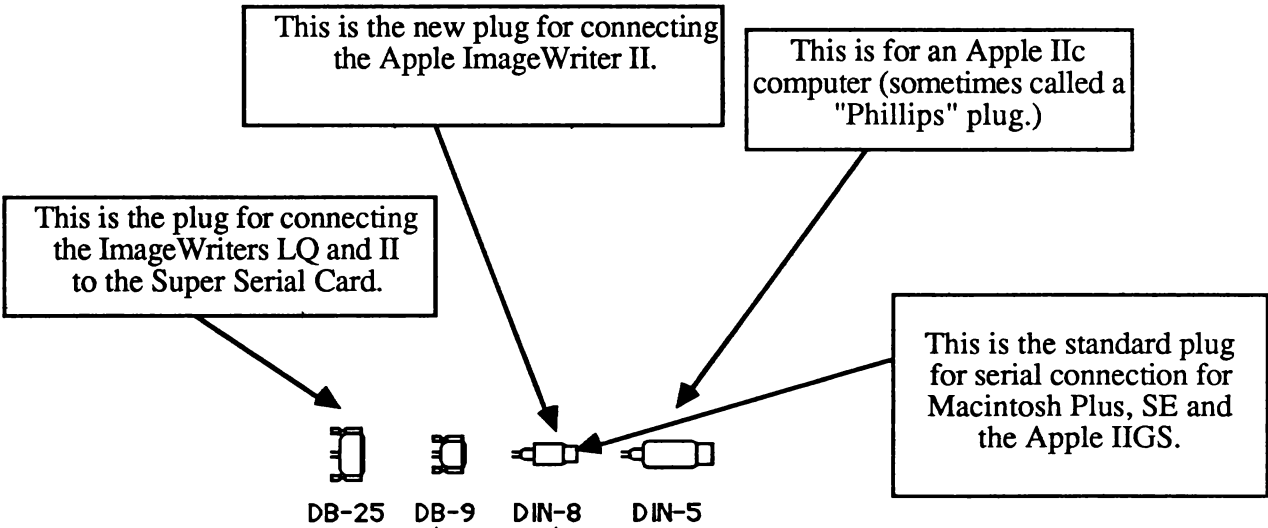 This is the new plug for connecting
the Apple ImageWriter II.
This is for an Apple IIc
computer (sometimes called a
"Phillips" plug.)
This is the plug for connecting
the ImageWriters LQ and II
to the Super Serial Card.
This is the standard plug
for serial connection for
Macintosh Plus, SE and
the Apple IIGS.
DB-25 DB-9 DIN-8 DIN-5